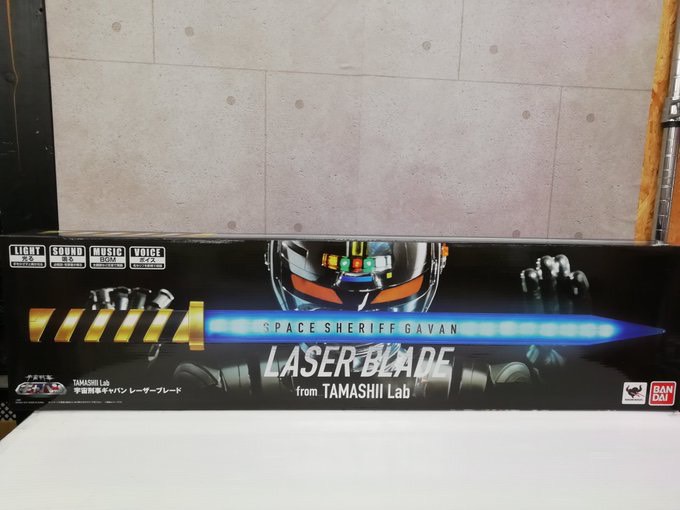 LIGHT
光る
SOUND
鳴る
MUSIC
BGM
VOICE
ボイス
SPACE SHERIFF GAVAN
LASER BLADE
from TAMASHII Lab
宇宙刑事
TAMASHII Lab
宇宙刑事ギャバン レーザーブレード
BAN
DAI